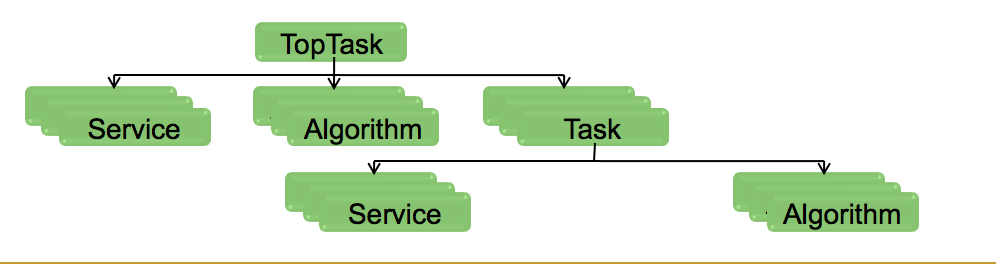 TopTask
Service
Algorithm
Task
Service
Algorithm